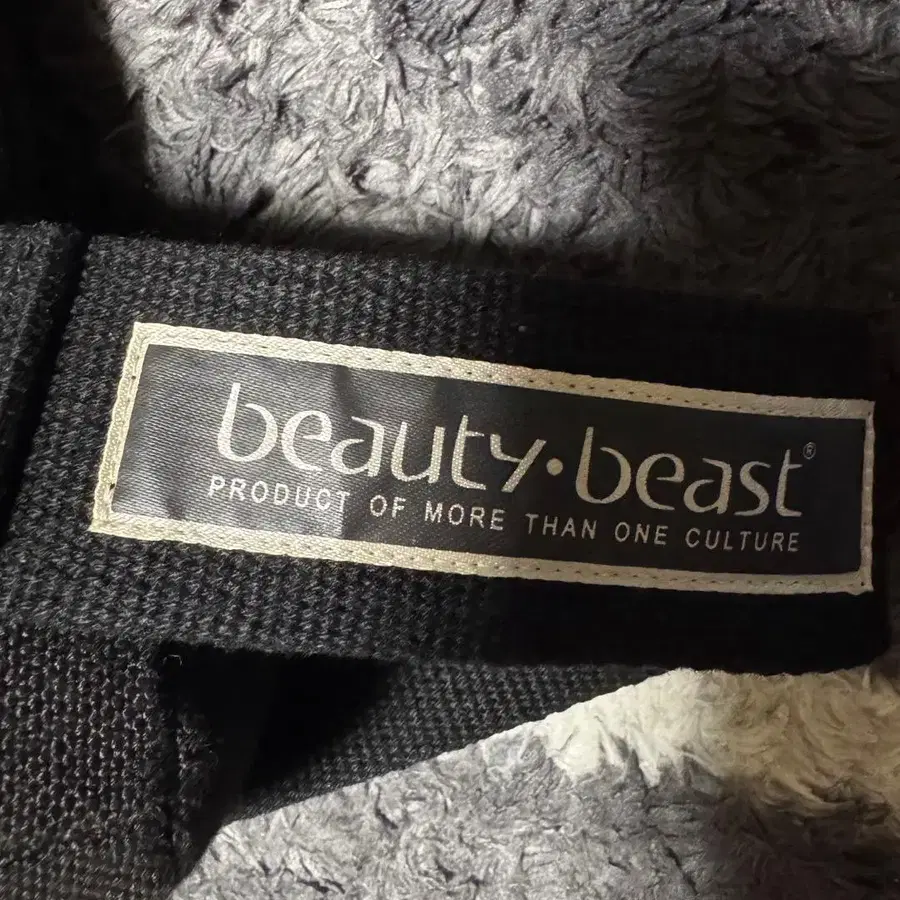 beauty·beast®
PRODUCT OF MORE THAN ONE CULTURE